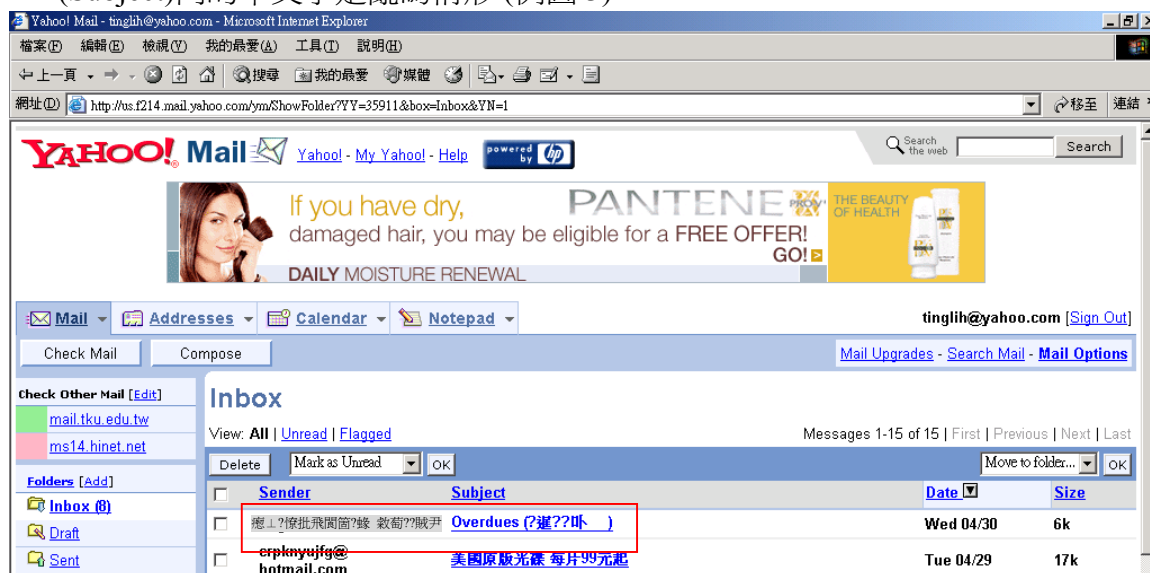 Yahoo! Mail - tinglih@yahoo.com - Microsoft Internet Explorer
檔案(F) 編輯(E) 檢視(V) 我的最愛(A) 工具(T) 說明(H)
上一頁 搜尋 我的最愛 媒體
網址(D) http://us.f214.mail.yahoo.com/ym/ShowFolder?YY=35911&box=Inbox&YN=1 移至 連結
YAHOO! Mail Yahoo! - My Yahoo! - Help powered by hp Search the web Search
If you have dry, PANTENE PRO-V THE BEAUTY OF HEALTH
damaged hair, you may be eligible for a FREE OFFER!
GO!
DAILY MOISTURE RENEWAL
Mail Addresses Calendar Notepad tinglih@yahoo.com [Sign Out]
Check Mail Compose Mail Upgrades - Search Mail - Mail Options
Check Other Mail [Edit]
mail.tku.edu.tw
ms14.hinet.net
Folders [Add]
Inbox (8)
Draft
Sent
Inbox
View: All | Unread | Flagged Messages 1-15 of 15 | First | Previous | Next | Last
Delete Mark as Unread OK Move to folder... OK
Sender Subject Date Size
Overdues Wed 04/30 6k
crpknyujfg@hotmail.com 美國原版光碟 每片99元起 Tue 04/29 17k